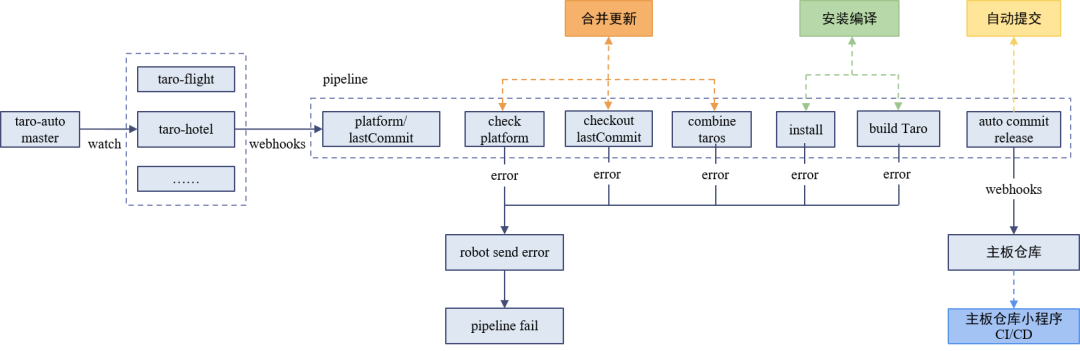 合并更新
安装编译
自动提交
taro-flight
pipeline
taro-auto
master
watch
taro-hotel
webhooks
platform/
lastCommit
check
platform
checkout
lastCommit
combine
taros
install
build Taro
auto commit
release
……
error
error
error
error
error
webhooks
robot send error
主板仓库
pipeline fail
主板仓库小程序
CI/CD